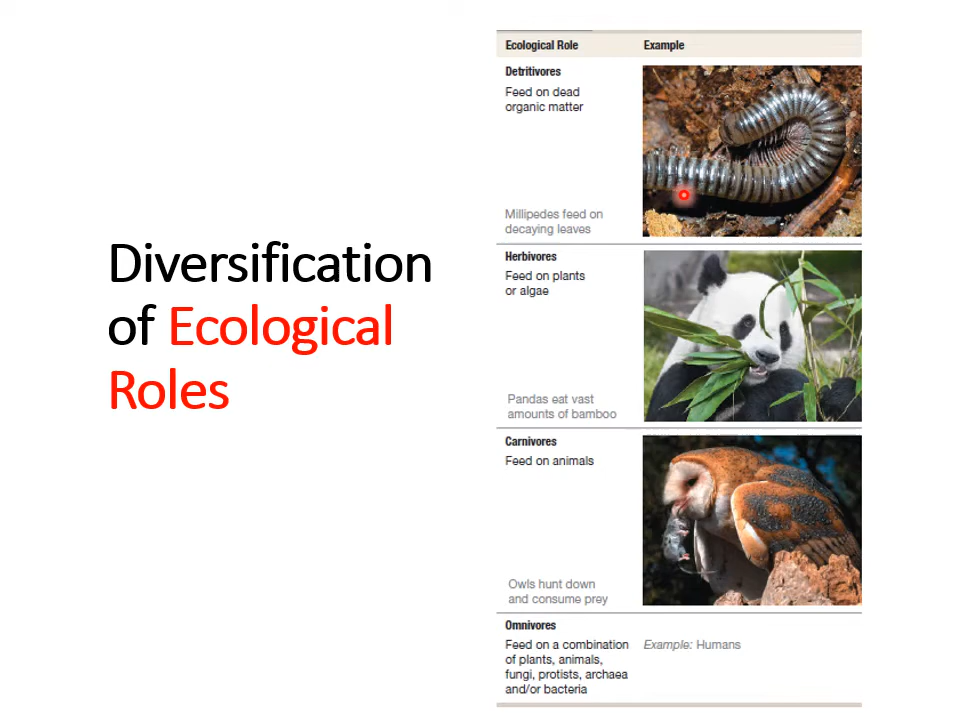 Diversification
of Ecological
Roles
Ecological Role Example
Detritivores
Feed on dead
organic matter
Millipedes feed on
decaying leaves
Herbivores
Feed on plants
or algae
Pandas eat vast
amounts of bamboo
Carnivores
Feed on animals
Owls hunt down
and consume prey
Omnivores
Feed on a combination
of plants, animals,
fungi, protists, archaea
and/or bacteria
Example: Humans